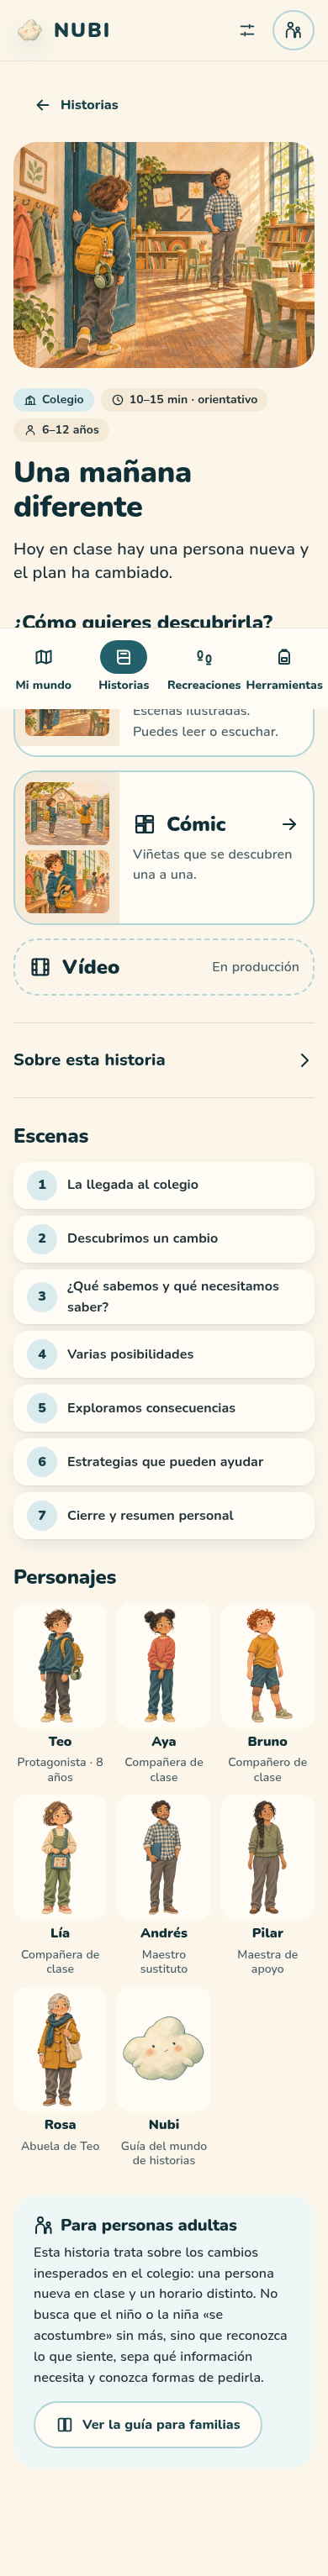 NUBI
Historias
Colegio
10–15 min · orientativo
6–12 años
Una mañana
diferente
Hoy en clase hay una persona nueva y
el plan ha cambiado.
¿Cómo quieres descubrirla?
Mi mundo
Historias
Recreaciones
Herramientas
Escenas ilustradas.
Puedes leer o escuchar.
Cómic
Viñetas que se descubren
una a una.
Vídeo
En producción
Sobre esta historia
Escenas
1 La llegada al colegio
2 Descubrimos un cambio
3 ¿Qué sabemos y qué necesitamos
saber?
4 Varias posibilidades
5 Exploramos consecuencias
6 Estrategias que pueden ayudar
7 Cierre y resumen personal
Personajes
Teo
Protagonista · 8
años
Aya
Compañera de
clase
Bruno
Compañero de
clase
Lía
Compañera de
clase
Andrés
Maestro
sustituto
Pilar
Maestra de
apoyo
Rosa
Abuela de Teo
Nubi
Guía del mundo
de historias
Para personas adultas
Esta historia trata sobre los cambios
inesperados en el colegio: una persona
nueva en clase y un horario distinto. No
busca que el niño o la niña «se
acostumbre» sin más, sino que reconozca
lo que siente, sepa qué información
necesita y conozca formas de pedirla.
Ver la guía para familias